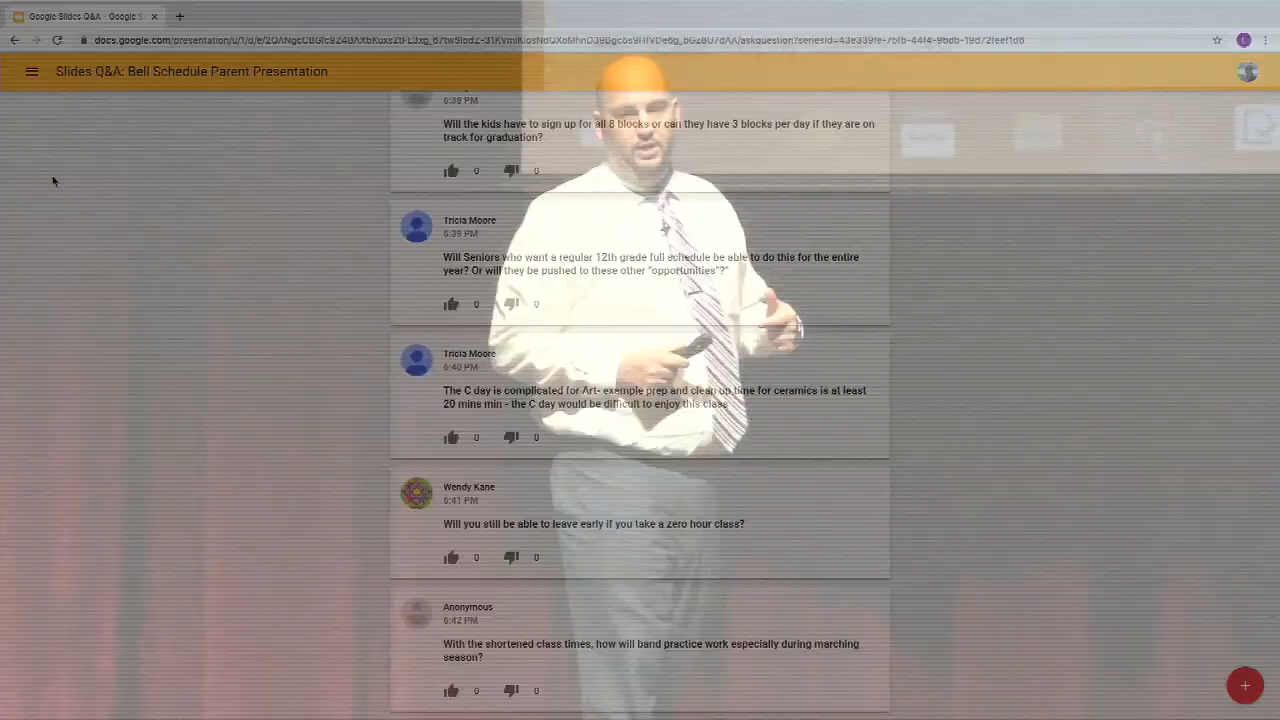 Google Slides Q&A - Google S
Slides Q&A: Bell Schedule Parent Presentation
6:38 PM
Will the kids have to sign up for all 8 blocks or can they have 3 blocks per day if they are on
track for graduation?
0 0
Tricia Moore
6:39 PM
Will Seniors who want a regular 12th grade full schedule be able to do this for the entire
year? Or will they be pushed to these other "opportunities"?"
0 0
Tricia Moore
6:40 PM
The C day is complicated for Art- example prep and clean up time for ceramics is at least
20 mins min - the C day would be difficult to enjoy this class
0 0
Wendy Kane
6:41 PM
Will you still be able to leave early if you take a zero hour class?
0 0
Anonymous
6:42 PM
With the shortened class times, how will band practice work especially during marching
season?
0 0